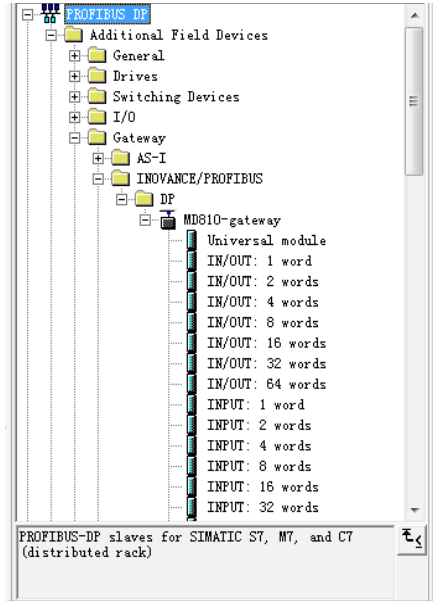 PROFIBUS DP
Additional Field Devices
General
Drives
Switching Devices
I/O
Gateway
AS-I
INOVANCE/PROFIBUS
DP
MD810-gateway
Universal module
IN/OUT: 1 word
IN/OUT: 2 words
IN/OUT: 4 words
IN/OUT: 8 words
IN/OUT: 16 words
IN/OUT: 32 words
IN/OUT: 64 words
INPUT: 1 word
INPUT: 2 words
INPUT: 4 words
INPUT: 8 words
INPUT: 16 words
INPUT: 32 words
PROFIBUS-DP slaves for SIMATIC S7, M7, and C7
(distributed rack)